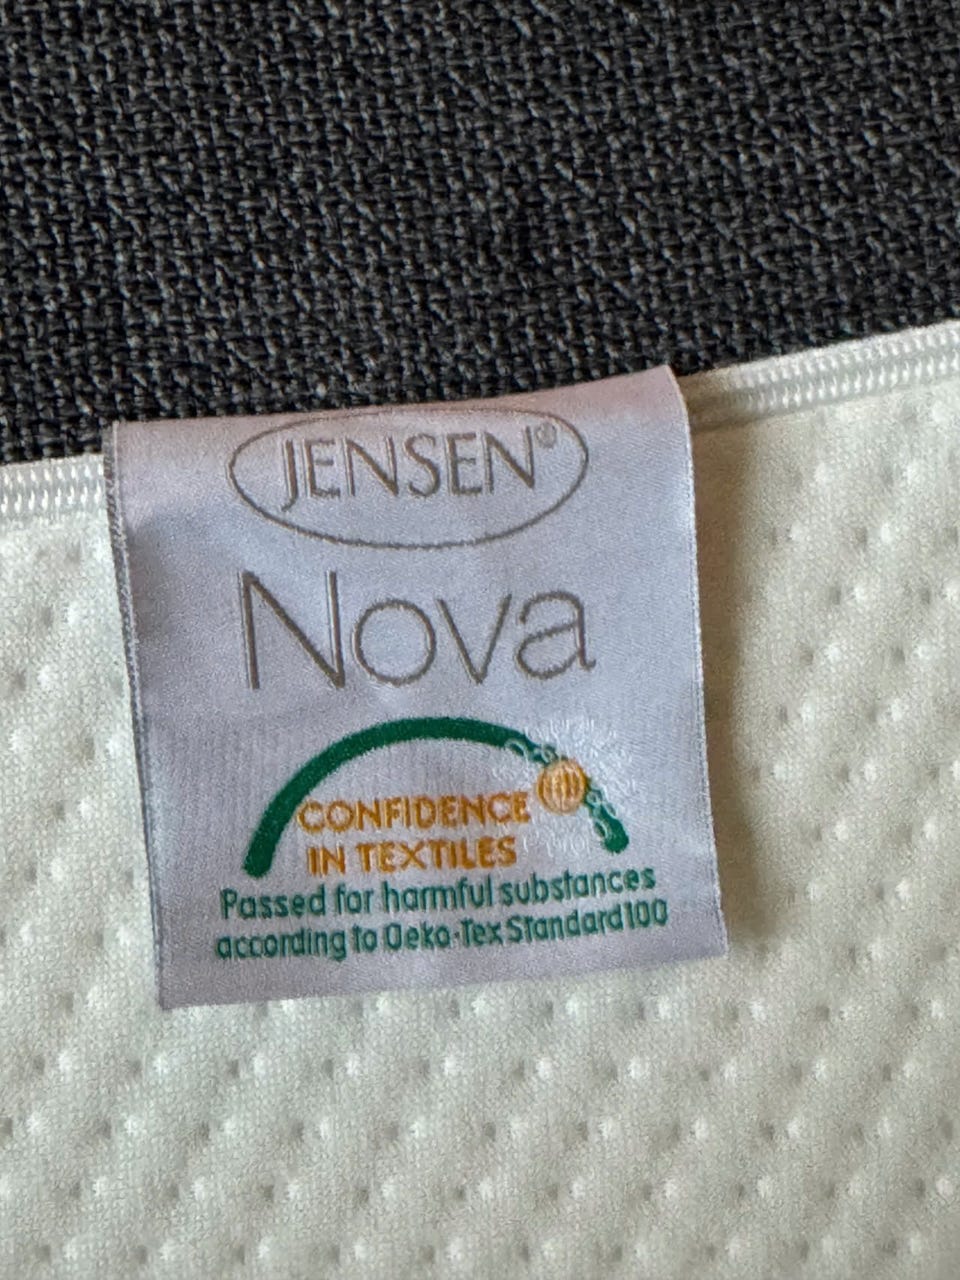 JENSEN®
Nova
CONFIDENCE
IN TEXTILES
Passed for harmful substances
according to Oeko-Tex Standard 100